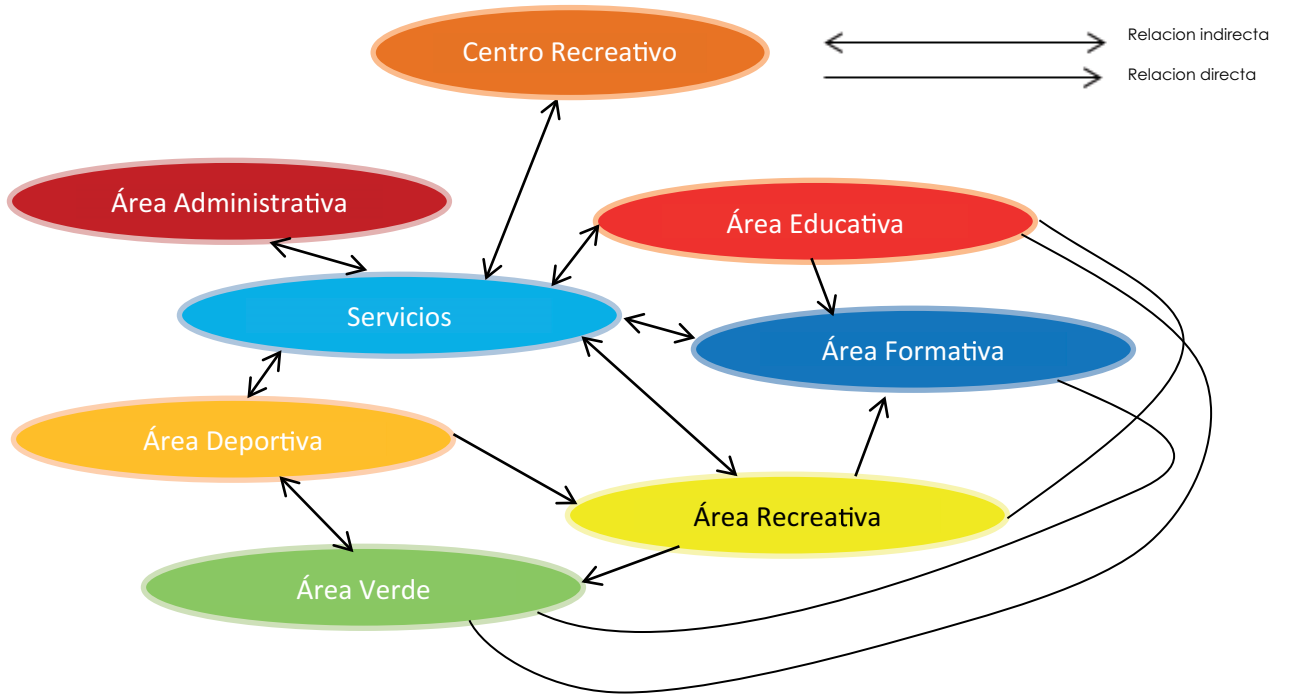 Centro Recreativo
Relacion indirecta
Relacion directa
Área Administrativa
Área Educativa
Servicios
Área Formativa
Área Deportiva
Área Recreativa
Área Verde